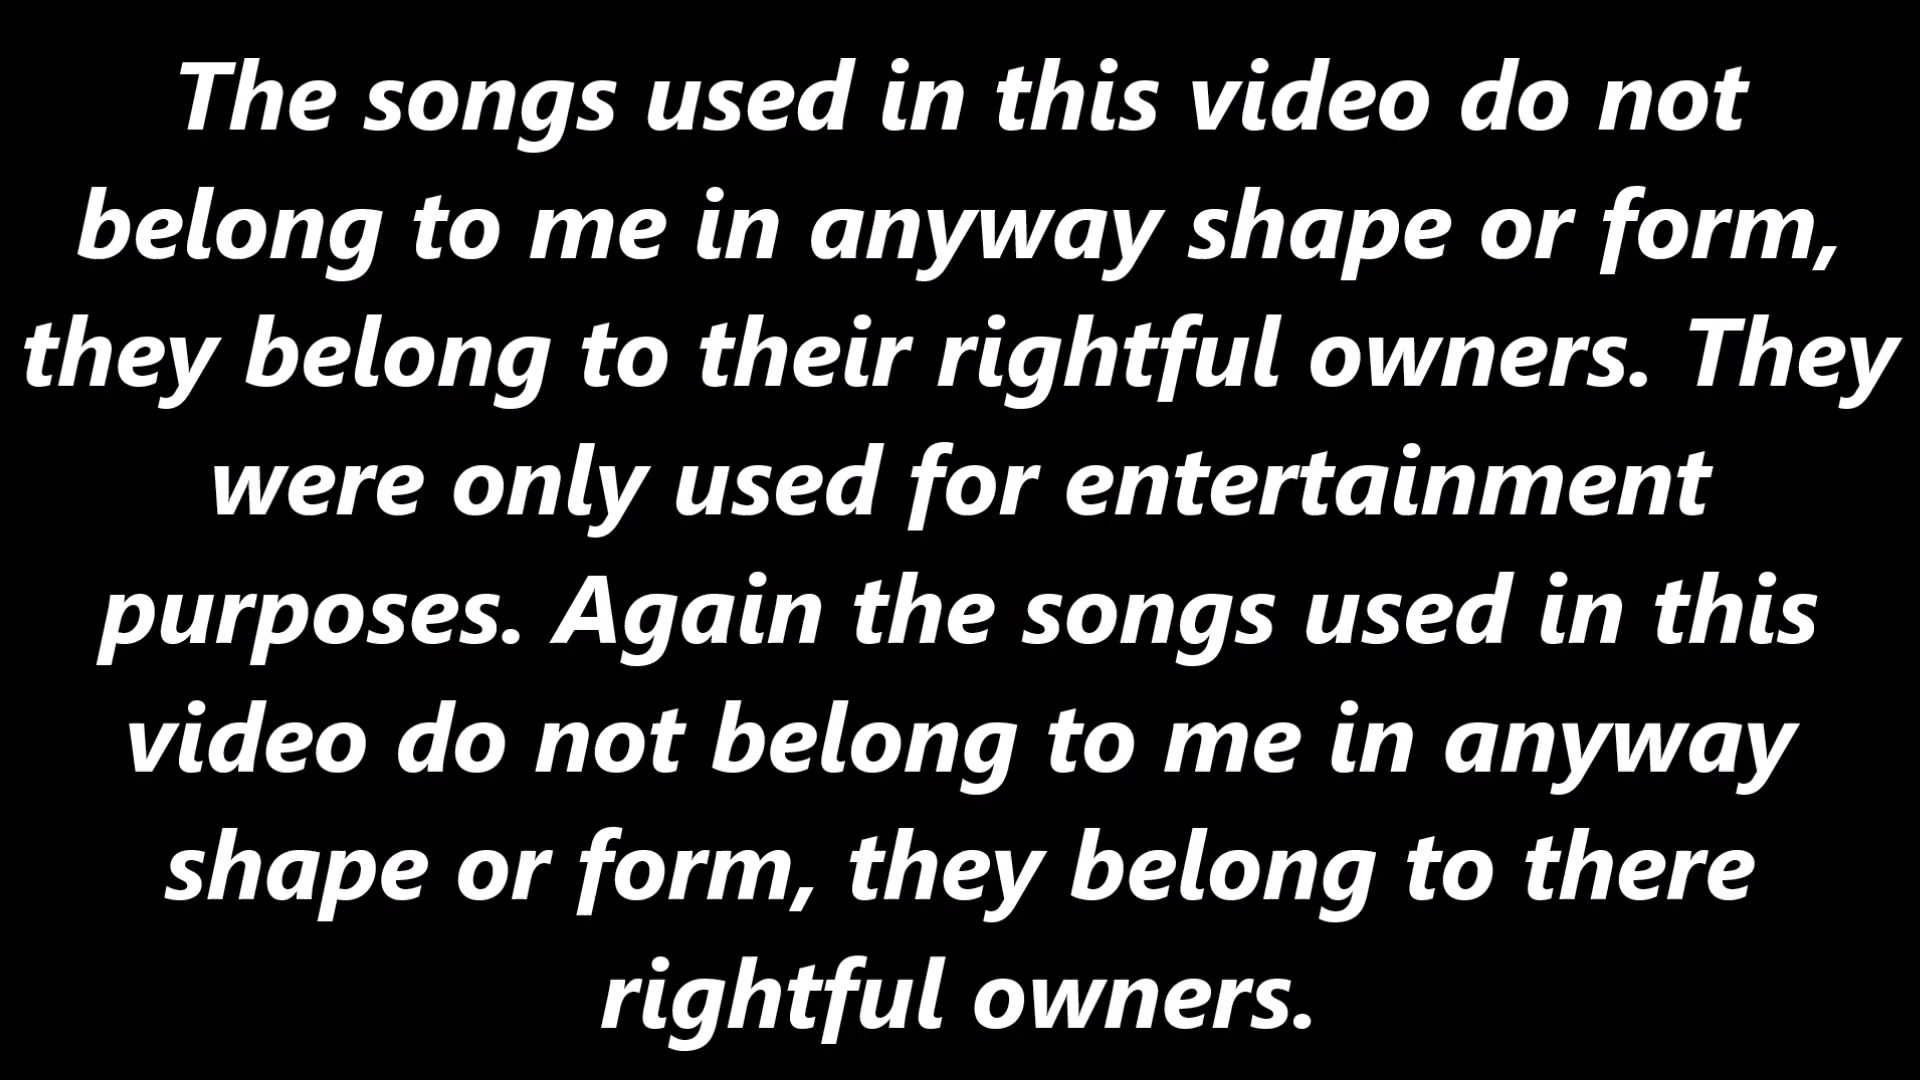 The songs used in this video do not
belong to me in anyway shape or form,
they belong to their rightful owners. They
were only used for entertainment
purposes. Again the songs used in this
video do not belong to me in anyway
shape or form, they belong to there
rightful owners.